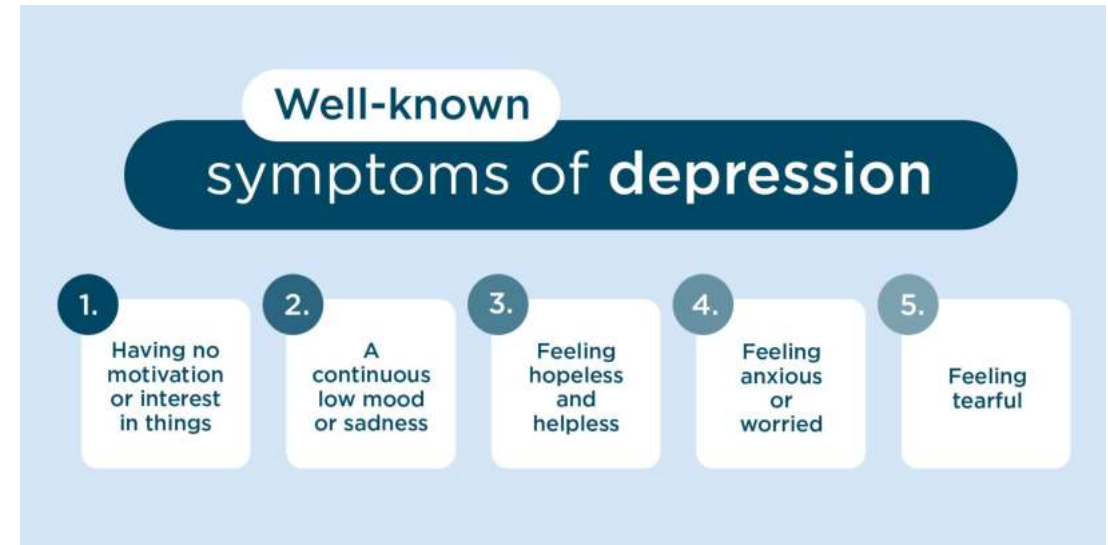 Well-known
symptoms of depression
1.
Having no
motivation
or interest
in things
2.
A
continuous
low mood
or sadness
3.
Feeling
hopeless
and
helpless
4.
Feeling
anxious
or
worried
5.
Feeling
tearful